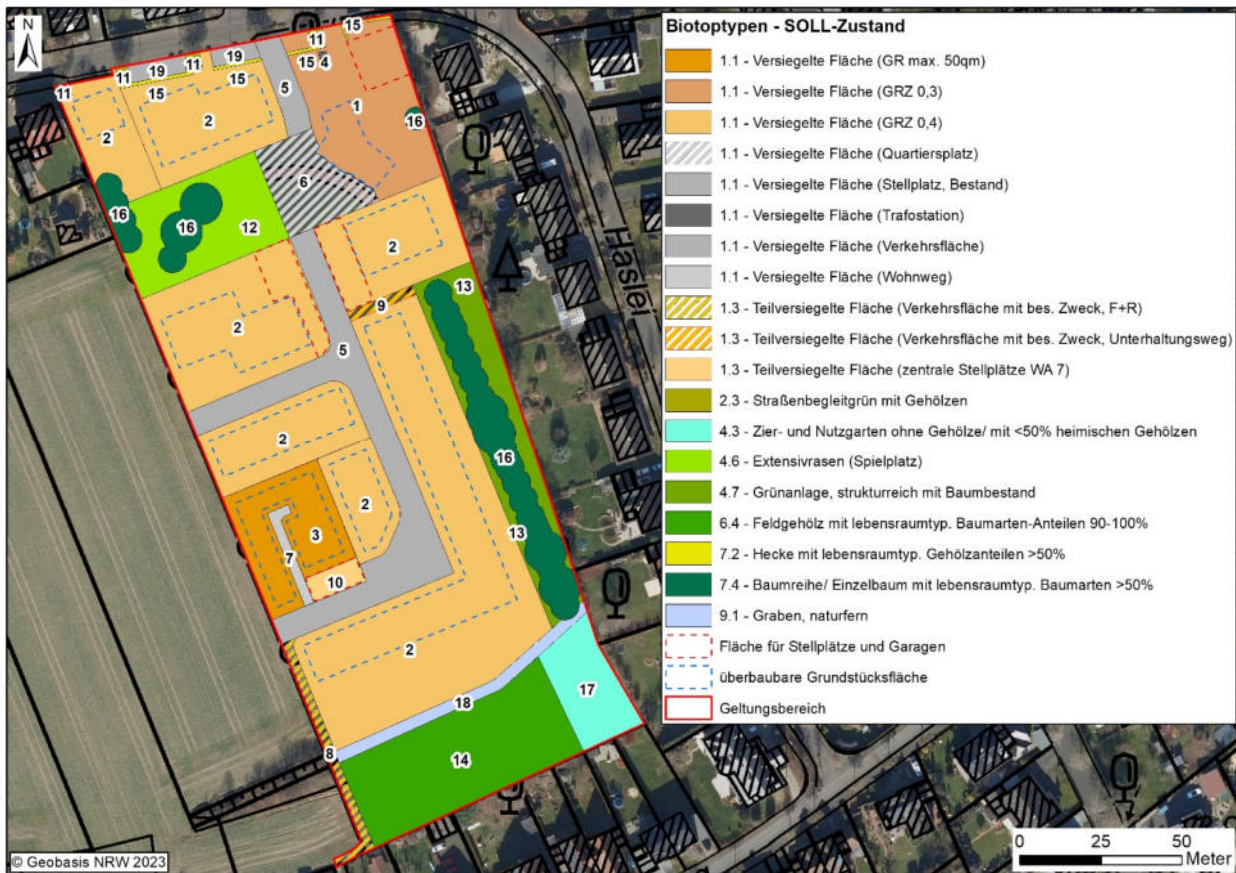 N
Biotoptypen - SOLL-Zustand
1.1 - Versiegelte Fläche (GR max. 50qm)
1.1 - Versiegelte Fläche (GRZ 0,3)
1.1 - Versiegelte Fläche (GRZ 0,4)
1.1 - Versiegelte Fläche (Quartiersplatz)
1.1 - Versiegelte Fläche (Stellplatz, Bestand)
1.1 - Versiegelte Fläche (Trafostation)
1.1 - Versiegelte Fläche (Verkehrsfläche)
1.1 - Versiegelte Fläche (Wohnweg)
1.3 - Teilversiegelte Fläche (Verkehrsfläche mit bes. Zweck, F+R)
1.3 - Teilversiegelte Fläche (Verkehrsfläche mit bes. Zweck, Unterhaltungsweg)
1.3 - Teilversiegelte Fläche (zentrale Stellplätze WA 7)
2.3 - Straßenbegleitgrün mit Gehölzen
4.3 - Zier- und Nutzgarten ohne Gehölze/ mit <50% heimischen Gehölzen
4.6 - Extensivrasen (Spielplatz)
4.7 - Grünanlage, strukturreich mit Baumbestand
6.4 - Feldgehölz mit lebensraumtyp. Baumarten-Anteilen 90-100%
7.2 - Hecke mit lebensraumtyp. Gehölzanteilen >50%
7.4 - Baumreihe/ Einzelbaum mit lebensraumtyp. Baumarten >50%
9.1 - Graben, naturfern
Fläche für Stellplätze und Garagen
überbaubare Grundstücksfläche
Geltungsbereich
15
11
19
11
19
11
15
4
11
15
15
5
1
2
2
16
6
16
16
12
2
13
Haslei
9
2
5
2
16
2
3
13
7
10
2
17
18
8
14
0 25 50
Meter
© Geobasis NRW 2023